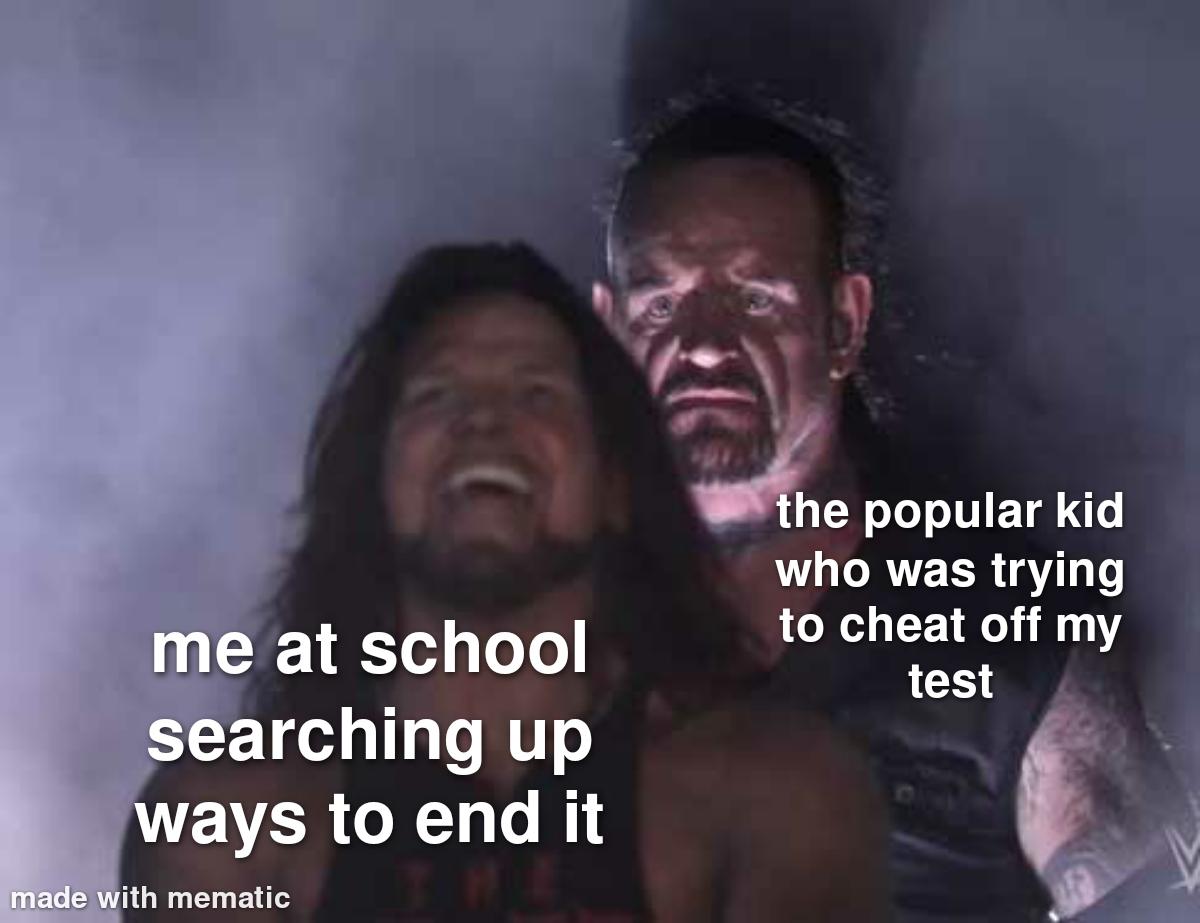 me at school
searching up
ways to end it
the popular kid
who was trying
to cheat off my
test
THE
made with mematic
W